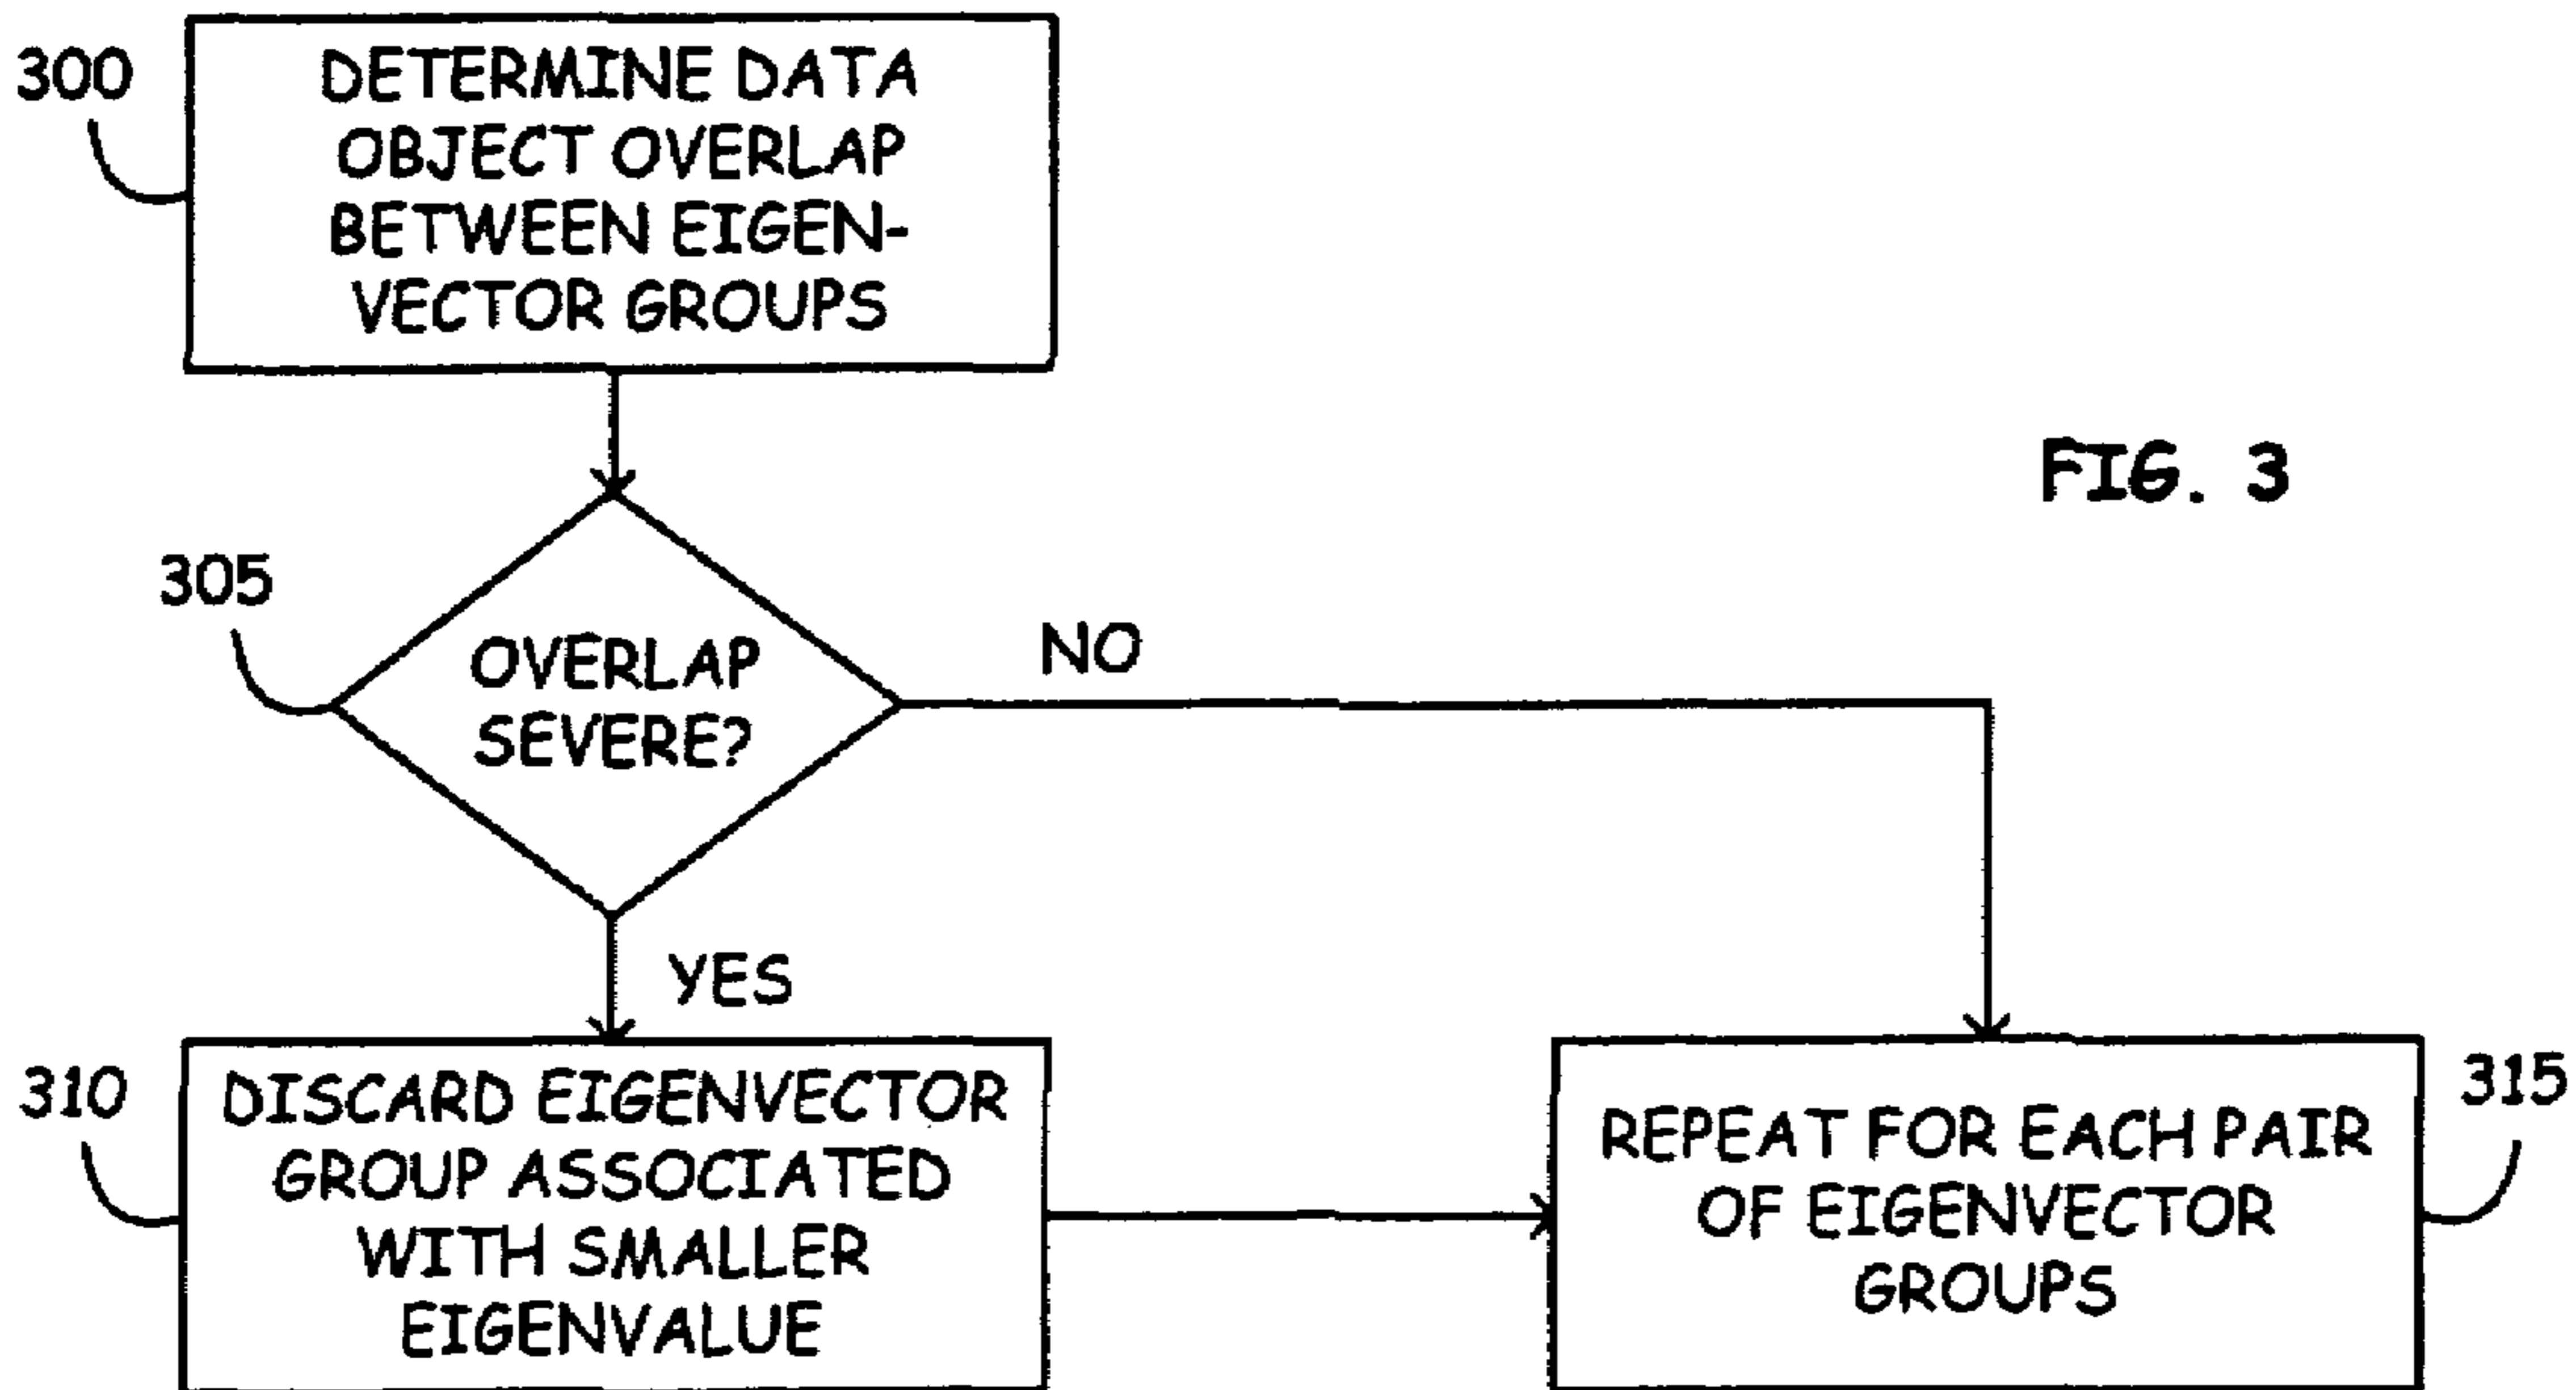 300
DETERMINE DATA
OBJECT OVERLAP
BETWEEN EIGEN-
VECTOR GROUPS
FIG. 3
305
OVERLAP
SEVERE?
NO
YES
310
DISCARD EIGENVECTOR
GROUP ASSOCIATED
WITH SMALLER
EIGENVALUE
REPEAT FOR EACH PAIR
OF EIGENVECTOR
GROUPS
315